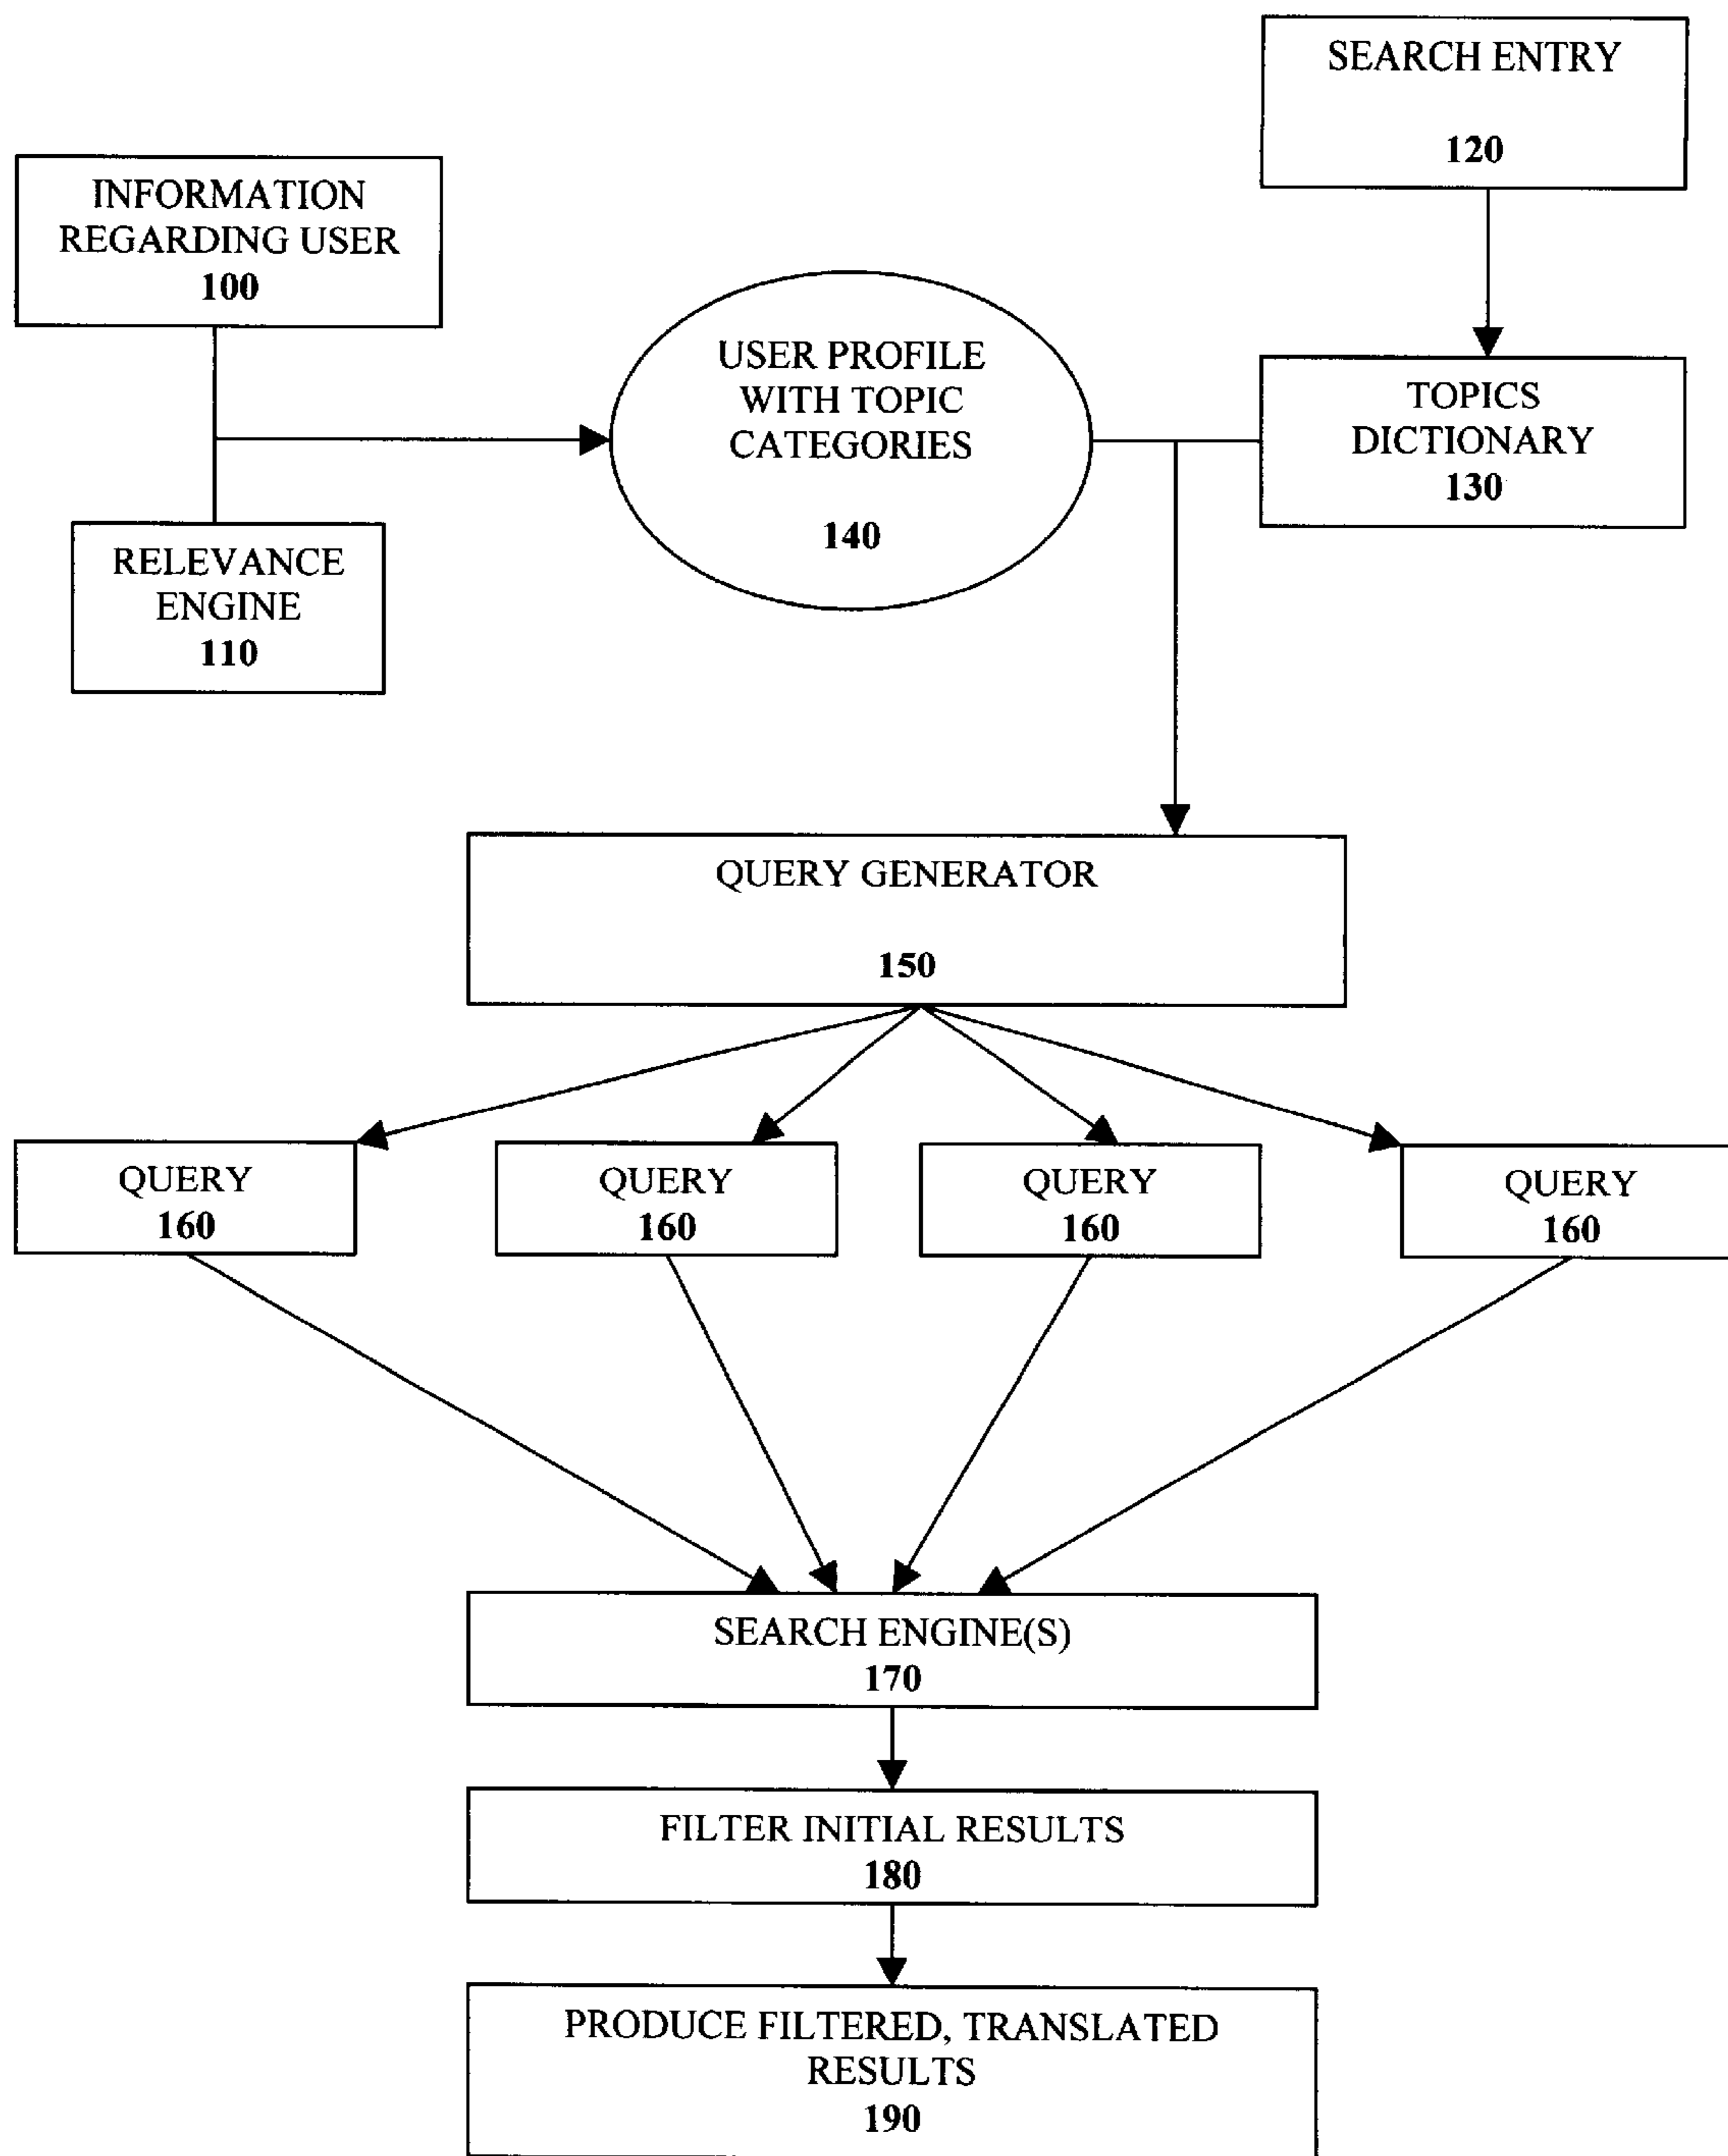 SEARCH ENTRY
120
INFORMATION
REGARDING USER
100
USER PROFILE
WITH TOPIC
CATEGORIES
140
TOPICS
DICTIONARY
130
RELEVANCE
ENGINE
110
QUERY GENERATOR
150
QUERY
160
QUERY
160
QUERY
160
QUERY
160
SEARCH ENGINE(S)
170
FILTER INITIAL RESULTS
180
PRODUCE FILTERED, TRANSLATED
RESULTS
190